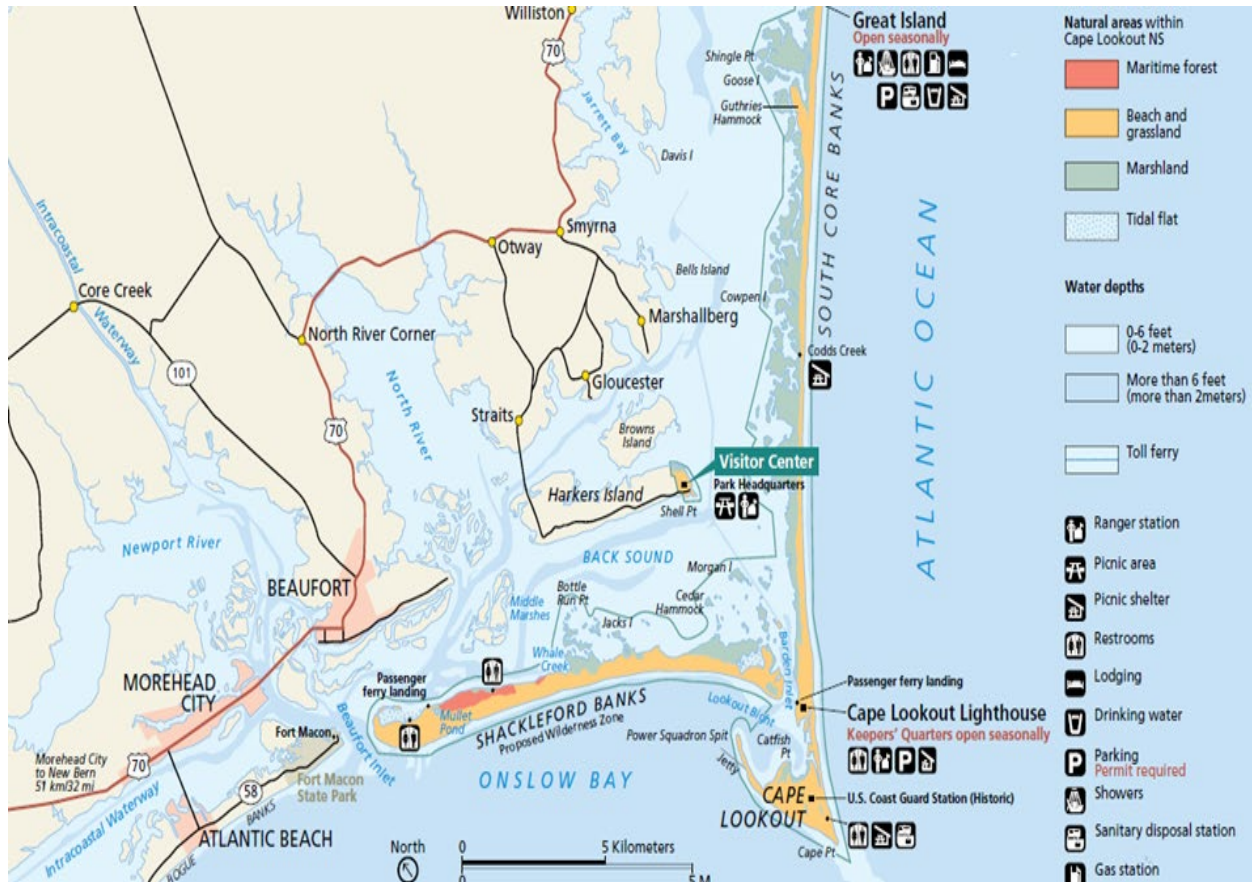 Williston
70
Jarrett Bay
Shingle Pt
Goose I
Guthries
Hammock
Davis I
Great Island
Open seasonally
P
SOUTH CORE BANKS
ATLANTIC OCEAN
Intracoastal
Waterway
Core Creek
101
North River Corner
Otway
Smyrna
Bells Island
Cowpen I
Marshallberg
Codds Creek
Gloucester
Straits
North River
70
Browns
Island
Visitor Center
Park Headquarters
Harkers Island
Shell Pt
Newport River
BACK SOUND
BEAUFORT
Morgan I
Bottle
Run Pt
Cedar
Hammock
Middle
Marshes
Jacks I
Whale
Creek
Barden Inlet
Passenger
ferry landing
MOREHEAD
CITY
Beaufort Inlet
Mullet
Pond
SHACKLEFORD BANKS
Proposed Wilderness Zone
Lookout Bight
Passenger ferry landing
Cape Lookout Lighthouse
Keepers' Quarters open seasonally
P
Power Squadron Spit
Catfish
Pt
Jetty
Fort Macon
Fort Macon
State Park
Morehead City
to New Bern
51 km/32 mi
70
Intracoastal Waterway
58
BOGUE
BANKS
ATLANTIC BEACH
ONSLOW BAY
CAPE
LOOKOUT
U.S. Coast Guard Station (Historic)
Cape Pt
North
0
5 Kilometers
0
5 M
Natural areas within
Cape Lookout NS
Maritime forest
Beach and
grassland
Marshland
Tidal flat
Water depths
0-6 feet
(0-2 meters)
More than 6 feet
(more than 2meters)
Toll ferry
Ranger station
Picnic area
Picnic shelter
Restrooms
Lodging
Drinking water
P
Parking
Permit required
Showers
Sanitary disposal station
Gas station